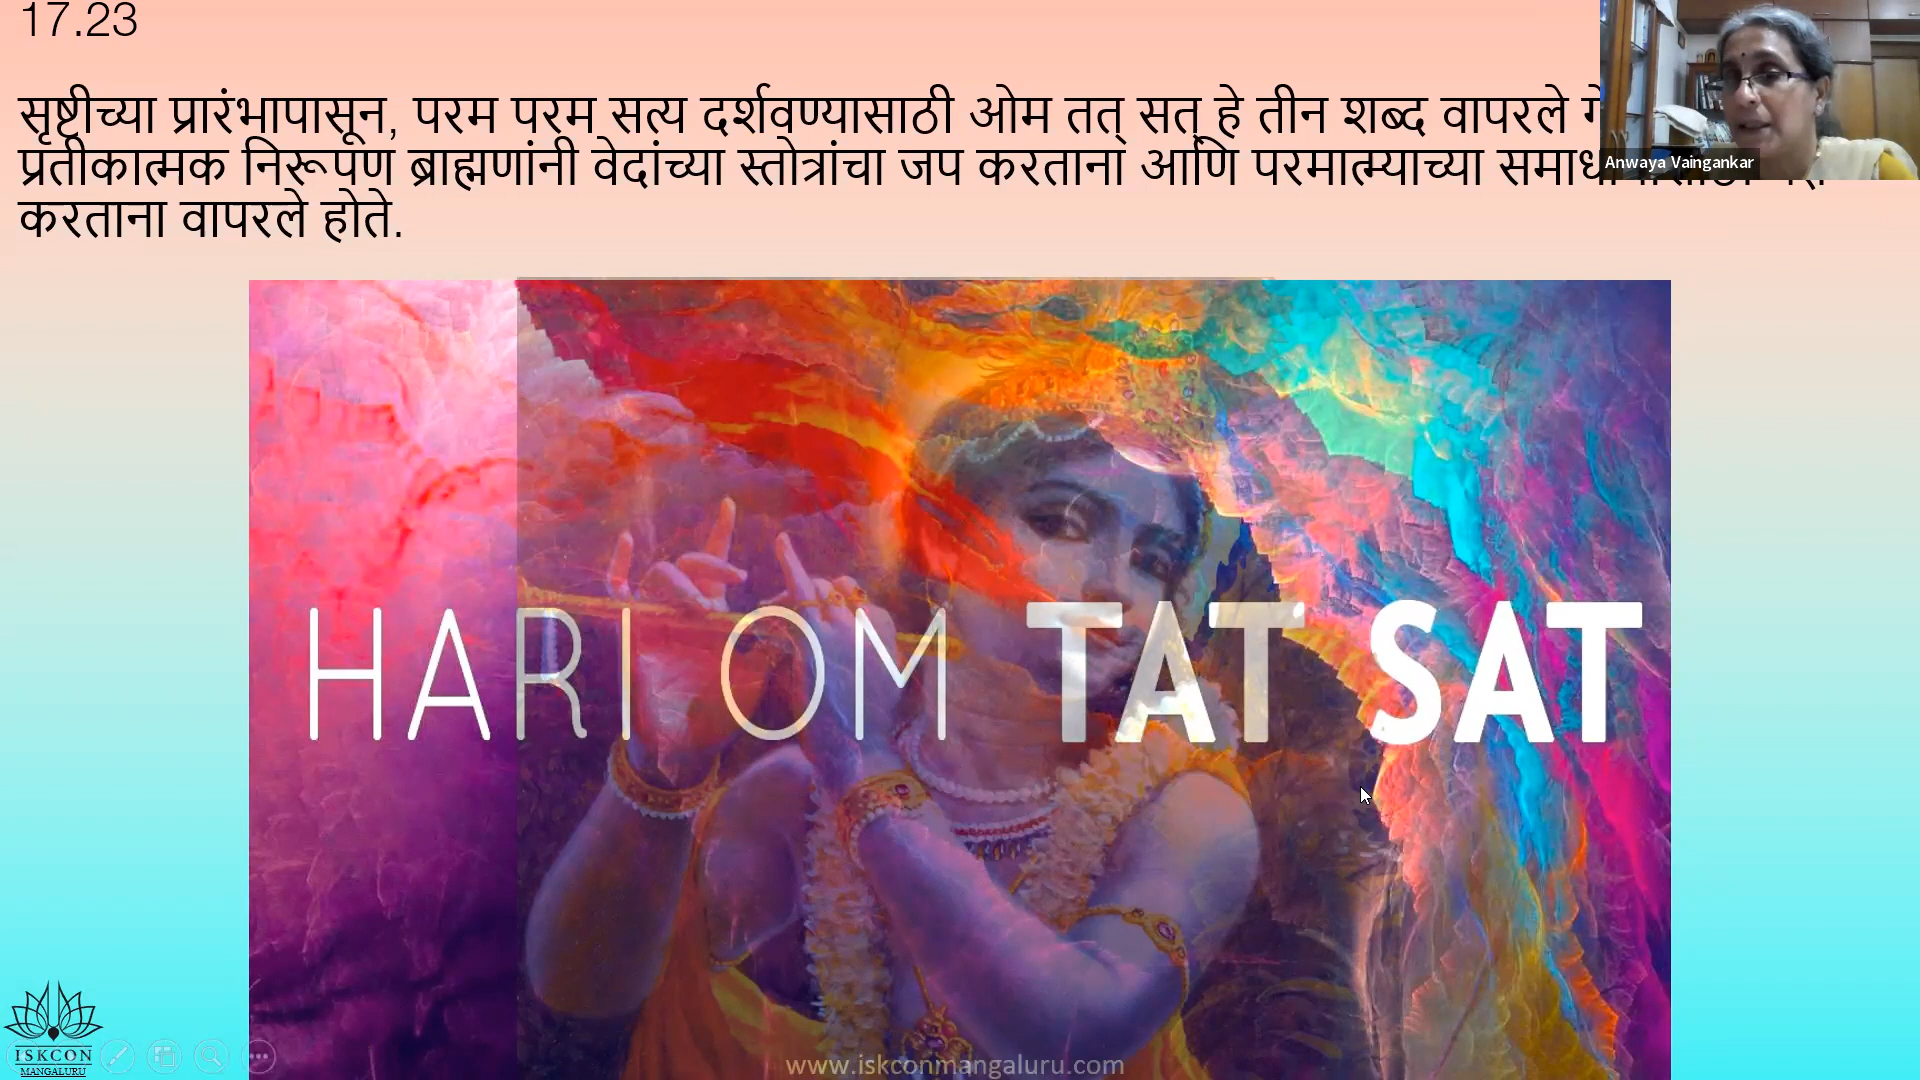 17.23
सृष्टीच्या प्रारंभापासून, परम परम सत्य दर्शवण्यासाठी ओम तत् सत् हे तीन शब्द वापरले
प्रतीकात्मक निरूपण ब्राह्मणांनी वेदांच्या स्तोत्रांचा जप करताना आणि परमात्म्याच्या
करताना वापरले होते.
Anwaya Vaingankar
HARI OM TAT SAT
ISKCON
MANGALURU
www.iskconmangaluru.com